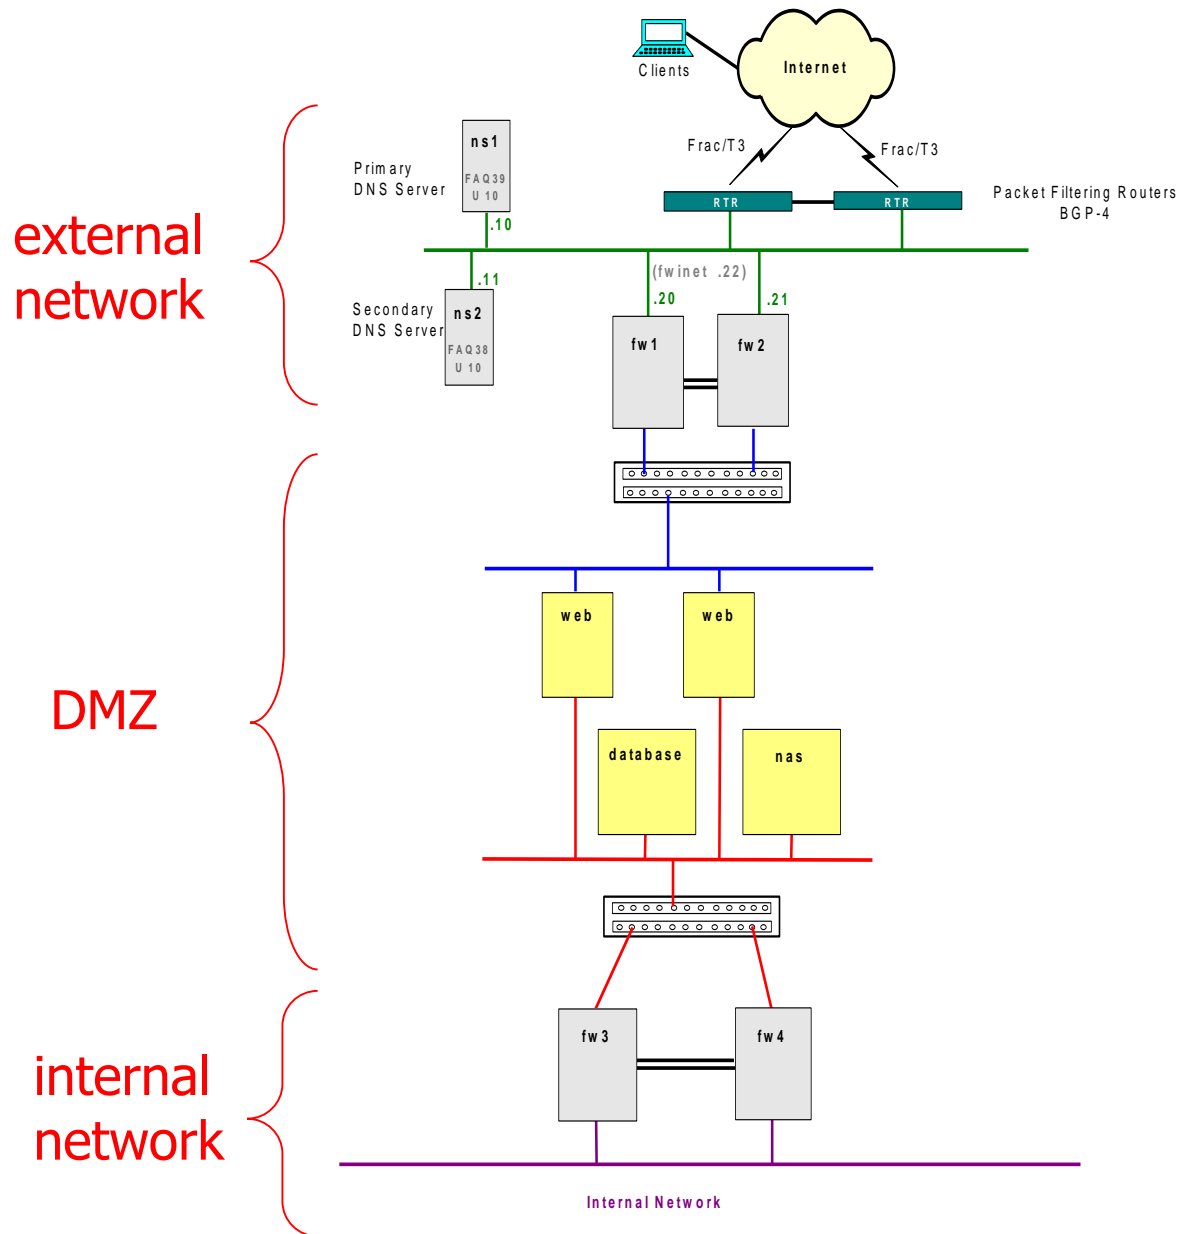 Internet
Clients
Frac/T3
Frac/T3
ns1
FAQ39
U 10
Primary
DNS Server
RTR
RTR
Packet Filtering Routers
BGP-4
.10
external
network
(fwinet .22)
.11
.20
.21
Secondary
DNS Server
ns2
FAQ38
U 10
fw1
fw2
DMZ
web
web
database
nas
internal
network
fw3
fw4
Internal Network